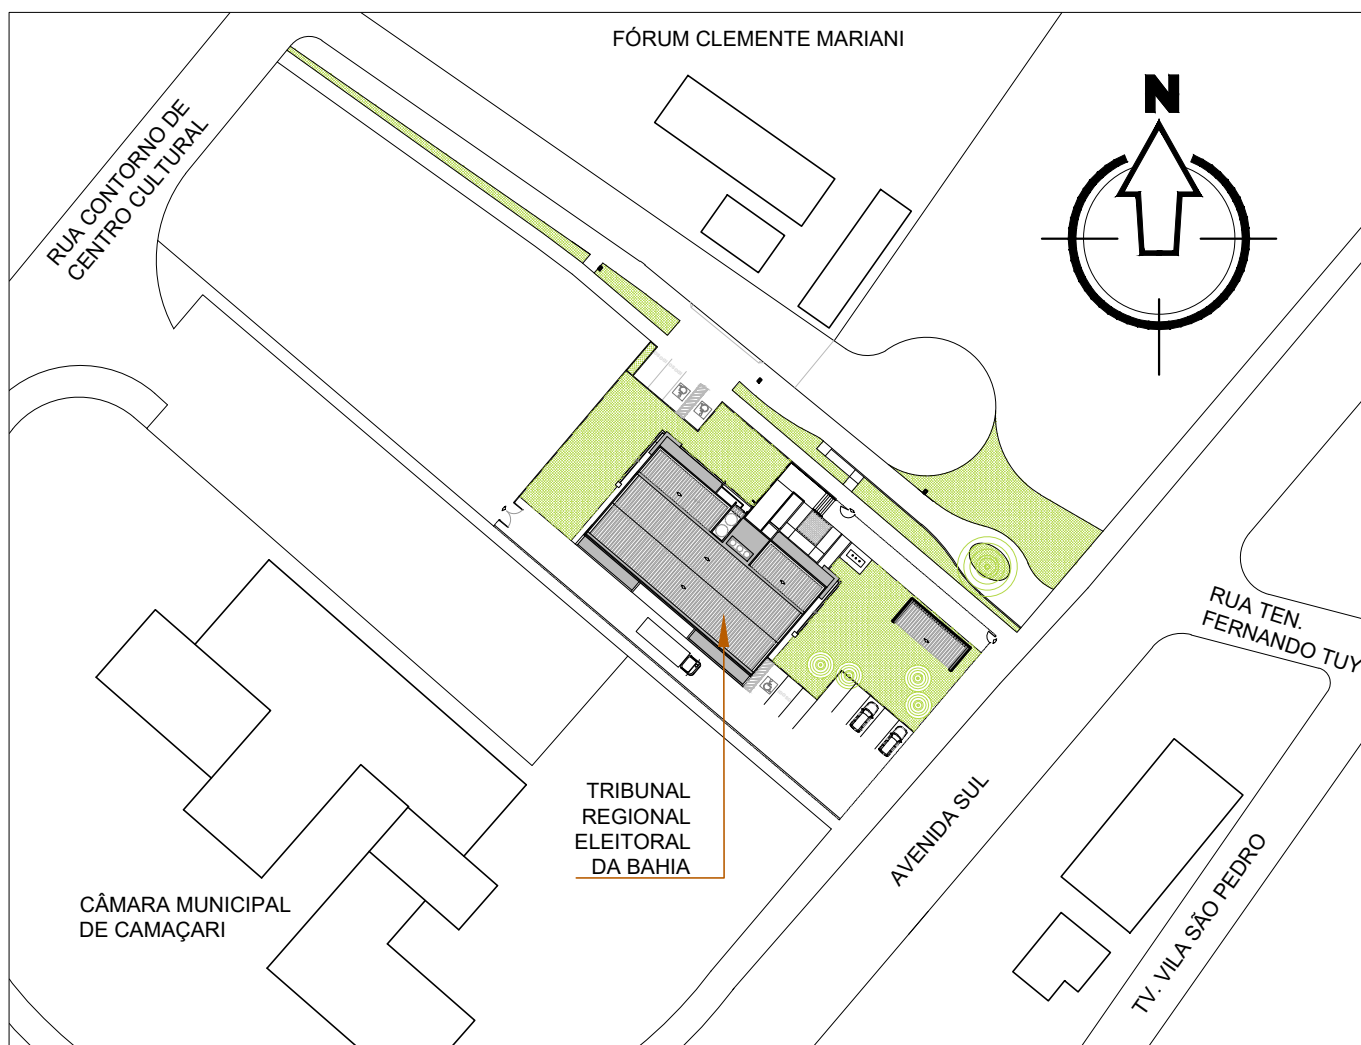 FÓRUM CLEMENTE MARIANI
N
RUA CONTORNO DE
CENTRO CULTURAL
RUA TEN.
FERNANDO TUY
TRIBUNAL
REGIONAL
ELEITORAL
DA BAHIA
AVENIDA SUL
CÂMARA MUNICIPAL
DE CAMAÇARI
TV. VILA SÃO PEDRO